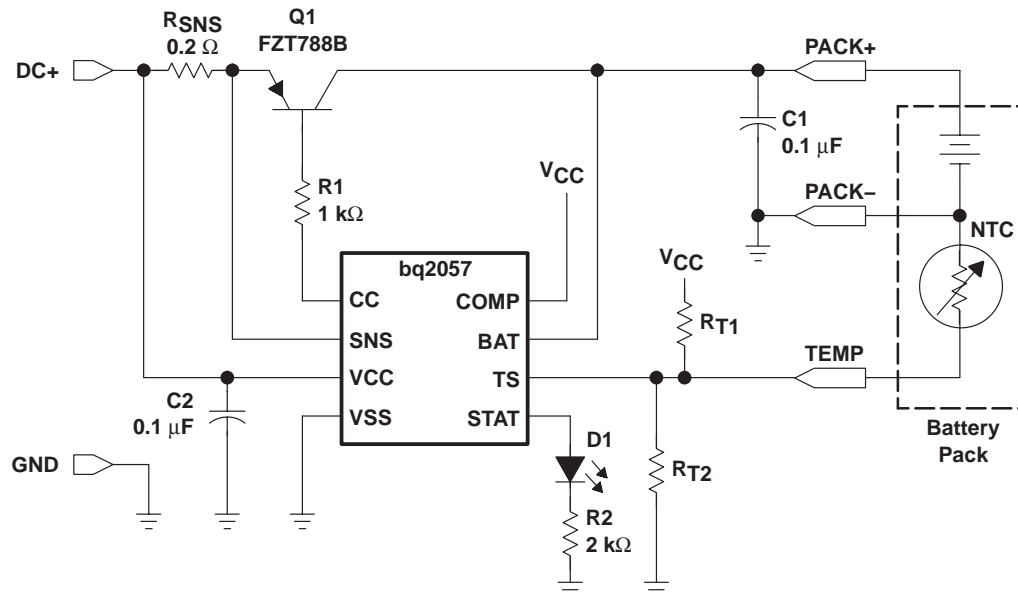 DC+
RSNS
0.2 Ω
Q1
FZT788B
PACK+
C1
0.1 μF
R1
1 kΩ
VCC
PACK–
NTC
bq2057
CC
COMP
SNS
BAT
VCC
TS
VSS
STAT
VCC
RT1
TEMP
C2
0.1 μF
Battery
Pack
D1
GND
RT2
R2
2 kΩ